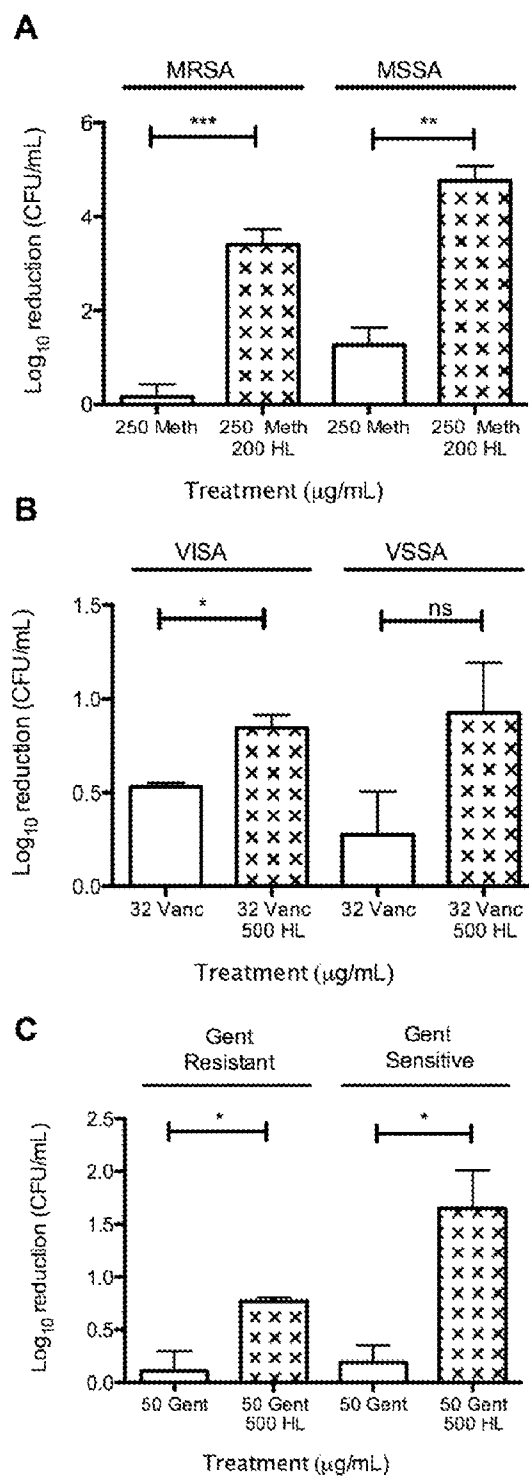 A
MRSA MSSA
*** **
Log10 reduction (CFU/mL)
6
4
2
0
250 Meth 250 Meth 250 Meth 250 Meth
200 HL 200 HL
Treatment (μg/mL)
B
VISA VSSA
* ns
Log10 reduction (CFU/mL)
1.5
1.0
0.5
0.0
32 Vanc 32 Vanc 32 Vanc 32 Vanc
500 HL 500 HL
Treatment (μg/mL)
C
Gent Gent
Resistant Sensitive
* *
Log10 reduction (CFU/mL)
2.5
2.0
1.5
1.0
0.5
0.0
50 Gent 50 Gent 50 Gent 50 Gent
500 HL 500 HL
Treatment (μg/mL)